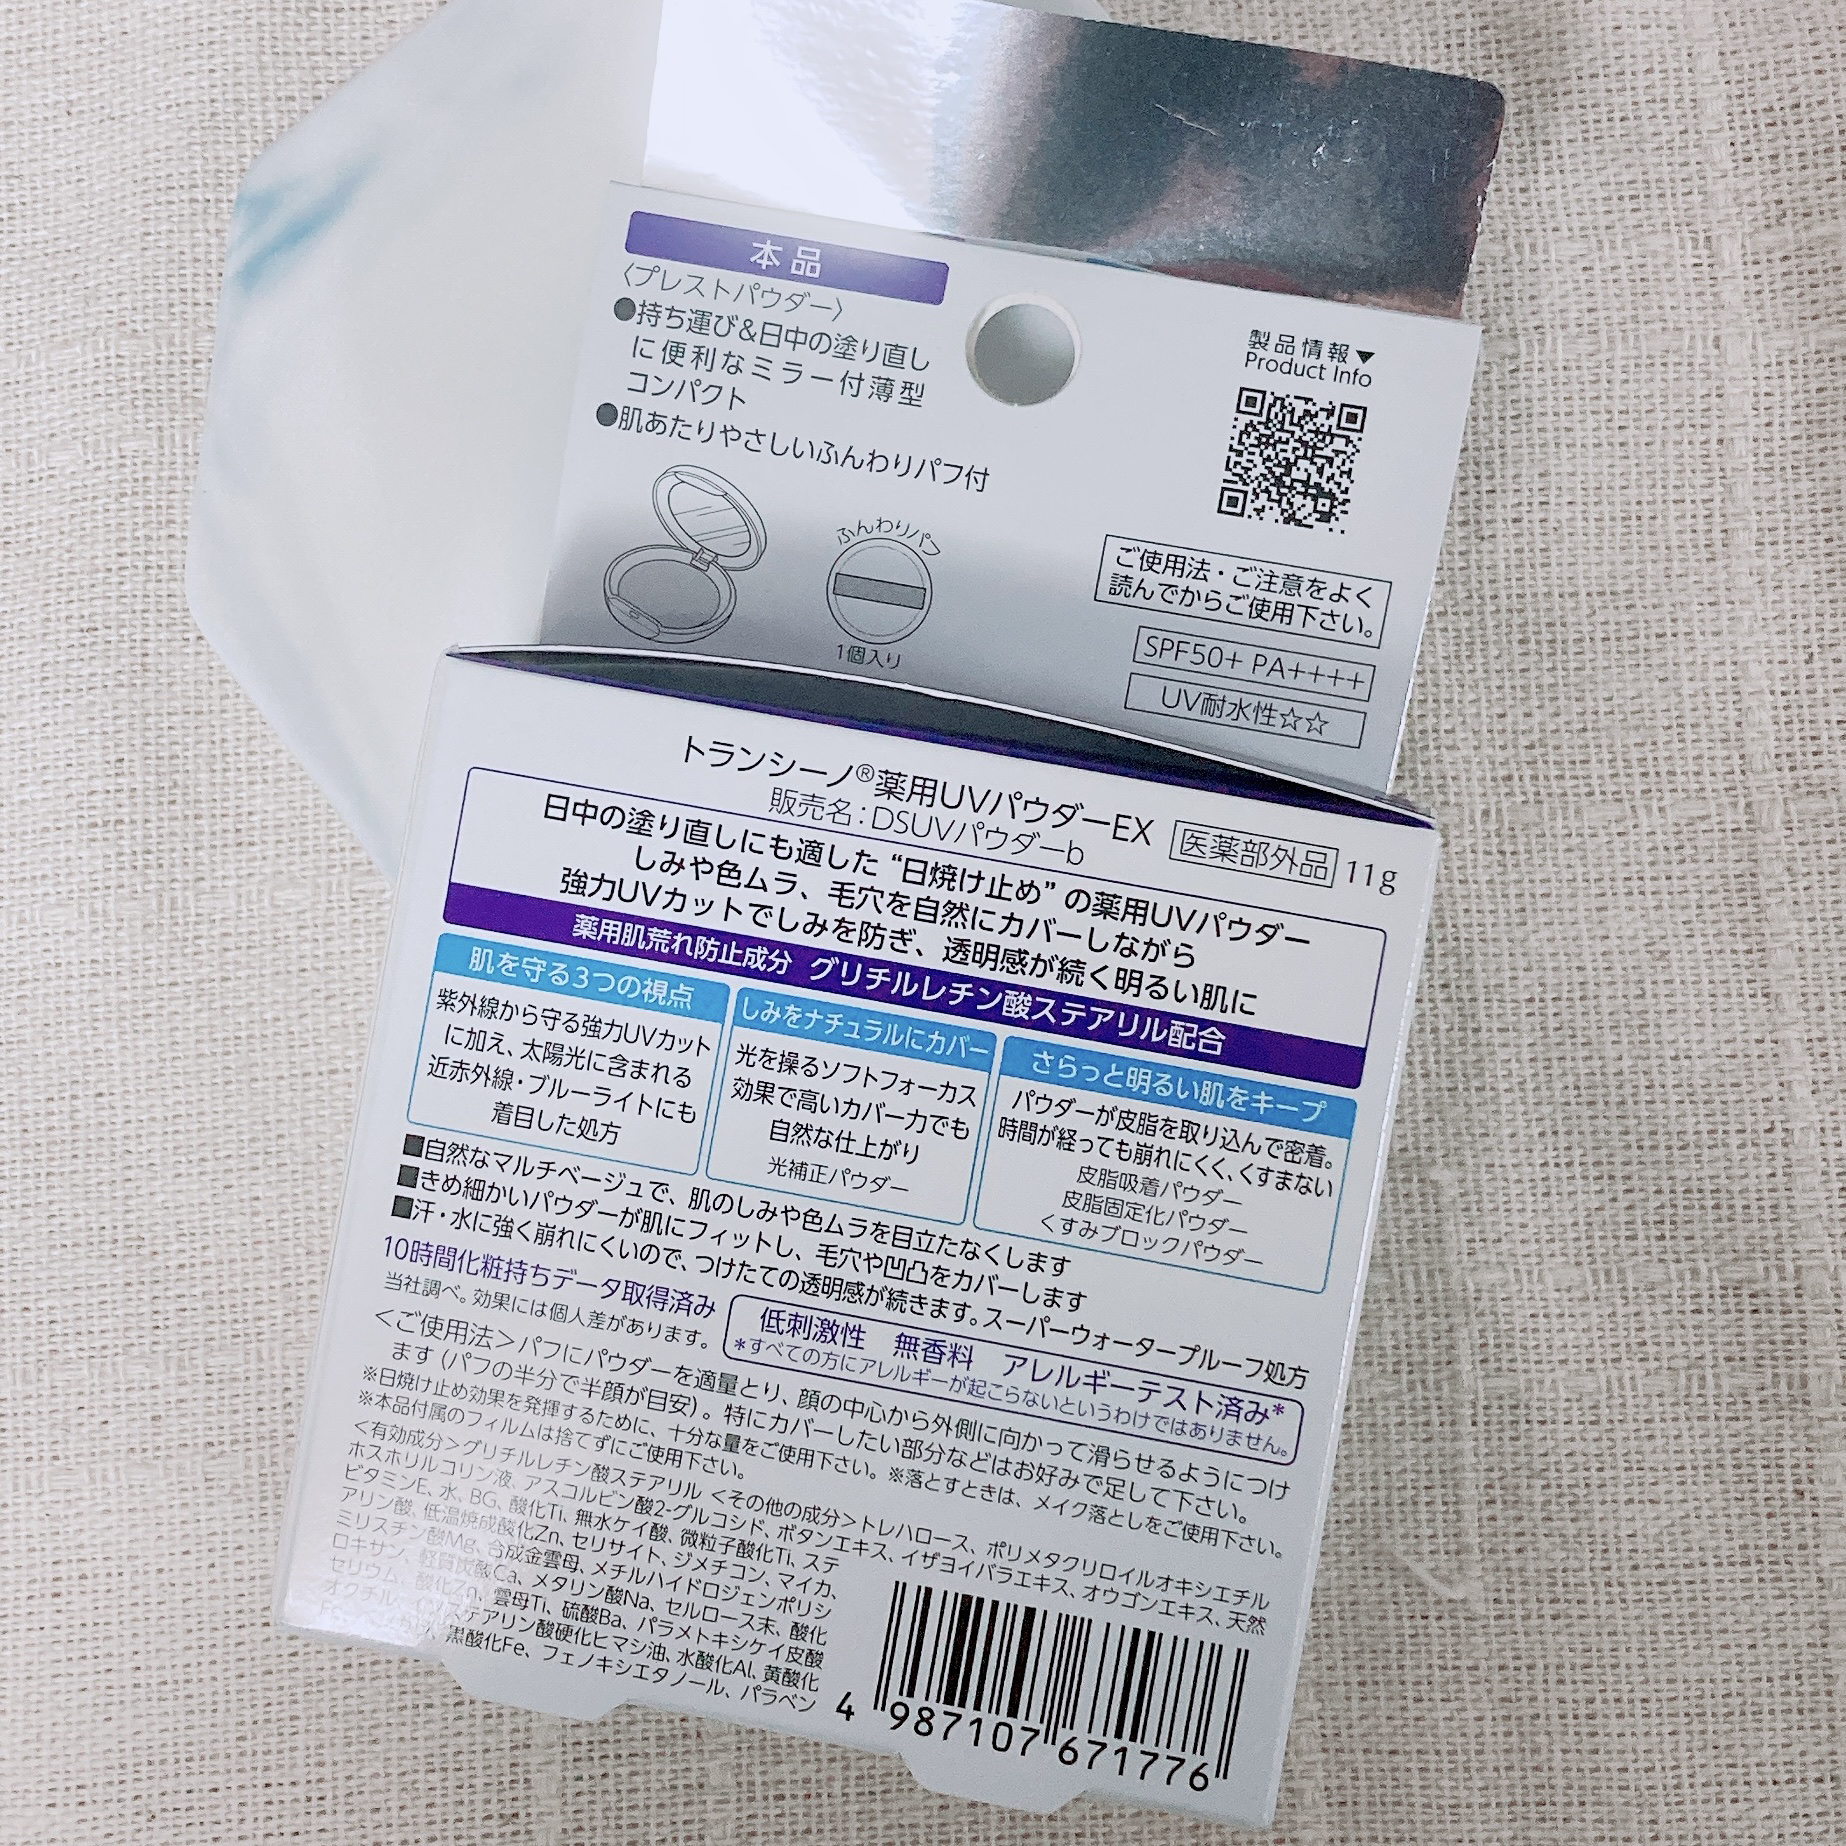 本品
〈プレストパウダー〉
●持ち運び&日中の塗り直し
に便利なミラー付薄型
コンパクト
●肌あたりやさしいふんわりパフ付
ふんわりパフ
1個入り
製品情報▼
Product Info
ご使用法・ご注意をよく
読んでからご使用下さい。
SPF50+ PA++++
UV耐水性☆☆
トランシーノ®薬用UVパウダーEX 医薬部外品 11g
販売名:DSUVパウダーb
日中の塗り直しにも適した “日焼け止め” の薬用UVパウダー
しみや色ムラ、毛穴を自然にカバーしながら
強力UVカットでしみを防ぎ、透明感が続く明るい肌に
薬用肌荒れ防止成分 グリチルレチン酸ステアリル配合
肌を守る3つの視点
紫外線から守る強力UVカット
に加え、太陽光に含まれる
近赤外線・ブルーライトにも
着目した処方
しみをナチュラルにカバー
光を操るソフトフォーカス
効果で高いカバー力でも
自然な仕上がり
光補正パウダー
さらっと明るい肌をキープ
パウダーが皮脂を取り込んで密着。
時間が経っても崩れにくく、くすまない
皮脂吸着パウダー
皮脂固定化パウダー
くすみブロックパウダー
■自然なマルチベージュで、肌のしみや色ムラを目立たなくします
■きめ細かいパウダーが肌にフィットし、毛穴や凹凸をカバーします
■汗・水に強く崩れにくいので、つけたての透明感が続きます。スーパーウォータープルーフ処方
10時間化粧持ちデータ取得済み
当社調べ。効果には個人差があります。
低刺激性 無香料 アレルギーテスト済み*
*すべての方にアレルギーが起こらないというわけではありません。
<ご使用法>パフにパウダーを適量とり、顔の中心から外側に向かって滑らせるようにつけ
ます(パフの半分で半顔が目安)。特にカバーしたい部分などはお好みで足して下さい。
※日焼け止め効果を発揮するために、十分な量をご使用下さい。※落とすときは、メイク落としをご使用下さい。
※本品付属のフィルムは捨てずにご使用下さい。
<有効成分>グリチルレチン酸ステアリル <その他の成分>トレハロース、ポリメタクリロイルオキシエチル
ホスホリルコリン液、アスコルビン酸2-グルコシド、ボタンエキス、イザヨイバラエキス、オウゴンエキス、天然
ビタミンE、水、BG、酸化Ti、無水ケイ酸、微粒子酸化Ti、ステ
アリン酸、低温焼成酸化Zn、セリサイト、ジメチコン、マイカ、
ミリスチン酸Mg、合成金雲母、メチルハイドロジェンポリシ
ロキサン、軽質炭酸Ca、メタリン酸Na、セルロース末、酸化
セリウム、酸化Zn、雲母Ti、硫酸Ba、パラメトキシケイ皮酸
オクチル、イソステアリン酸硬化ヒマシ油、水酸化Al、黄酸化
黒酸化Fe、フェノキシエタノール、パラベン
4 987107 671776